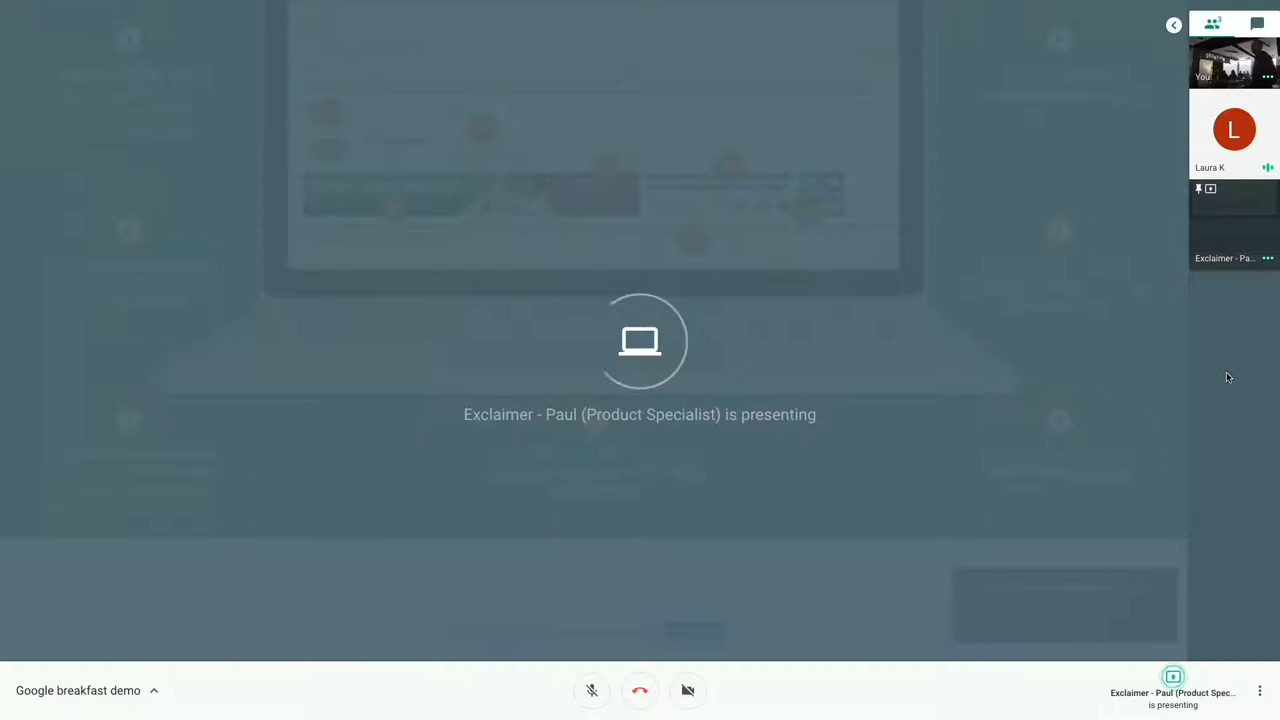 3
You
L
Laura K
Exclaimer - Pa...
Exclaimer - Paul (Product Specialist) is presenting
Google breakfast demo
Exclaimer - Paul (Product Spec...
is presenting